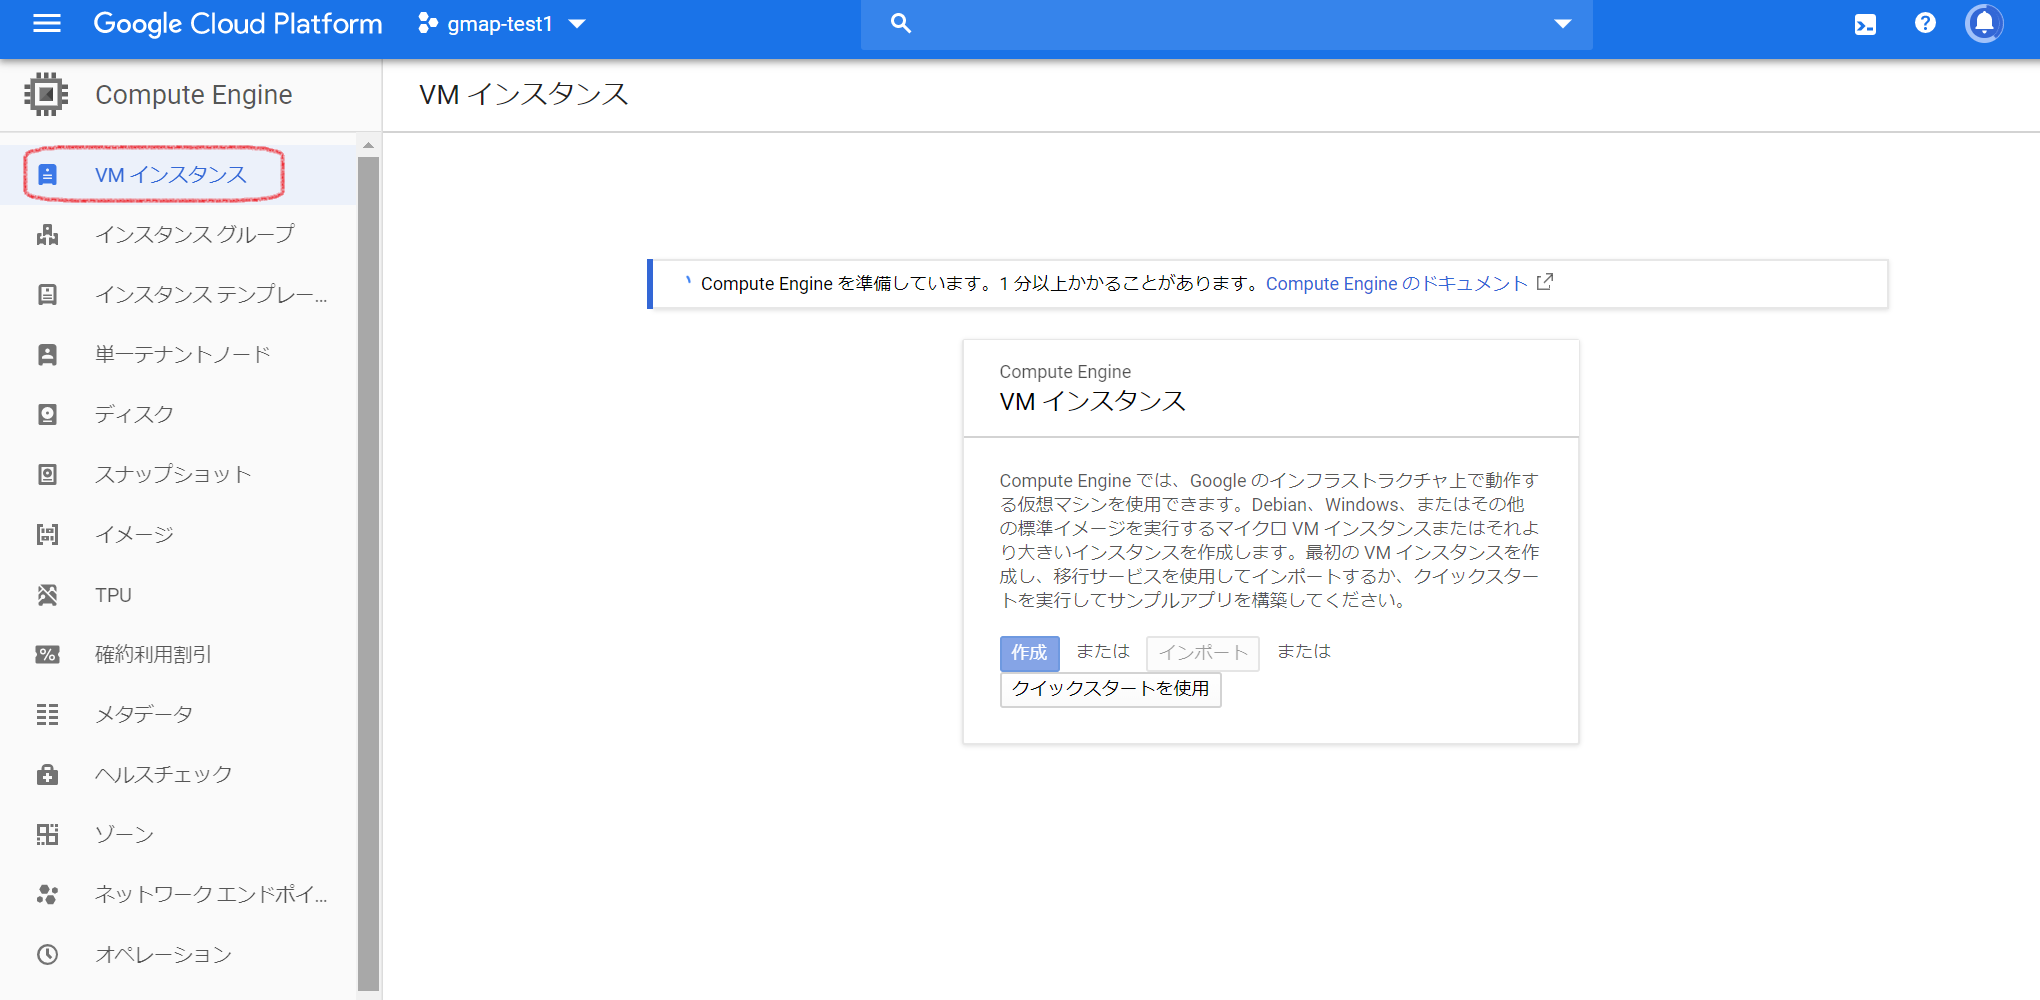 Google Cloud Platform
gmap-test1
Compute Engine
VM インスタンス
VM インスタンス
インスタンス グループ
インスタンス テンプレー...
単一テナントノード
ディスク
スナップショット
イメージ
TPU
確約利用割引
メタデータ
ヘルスチェック
ゾーン
ネットワーク エンドポイ...
オペレーション
Compute Engine を準備しています。1 分以上かかることがあります。Compute Engine のドキュメント
Compute Engine
VM インスタンス
Compute Engine では、Google のインフラストラクチャ上で動作す
る仮想マシンを使用できます。Debian、Windows、またはその他
の標準イメージを実行するマイクロ VM インスタンスまたはそれよ
り大きいインスタンスを作成します。最初の VM インスタンスを作
成し、移行サービスを使用してインポートするか、クイックスター
トを実行してサンプルアプリを構築してください。
作成 または インポート または
クイックスタートを使用